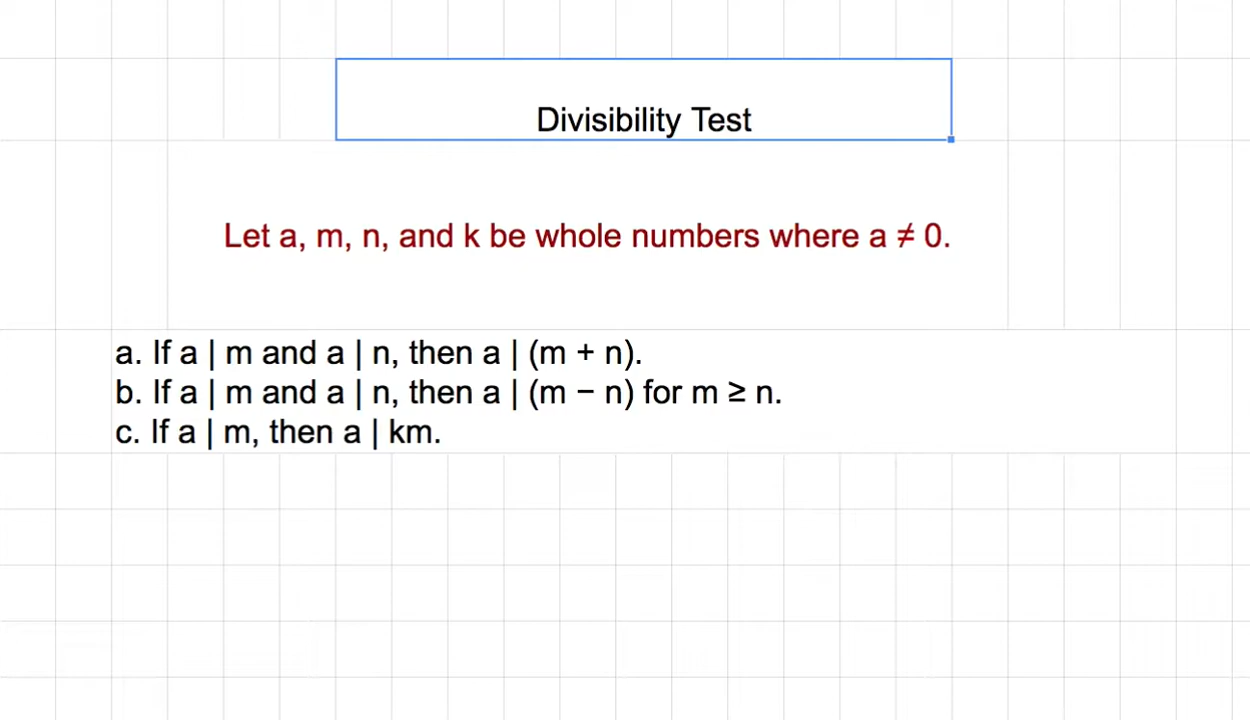 Divisibility Test
Let a, m, n, and k be whole numbers where a ≠ 0.
a. If a | m and a | n, then a | (m + n).
b. If a | m and a | n, then a | (m − n) for m ≥ n.
c. If a | m, then a | km.